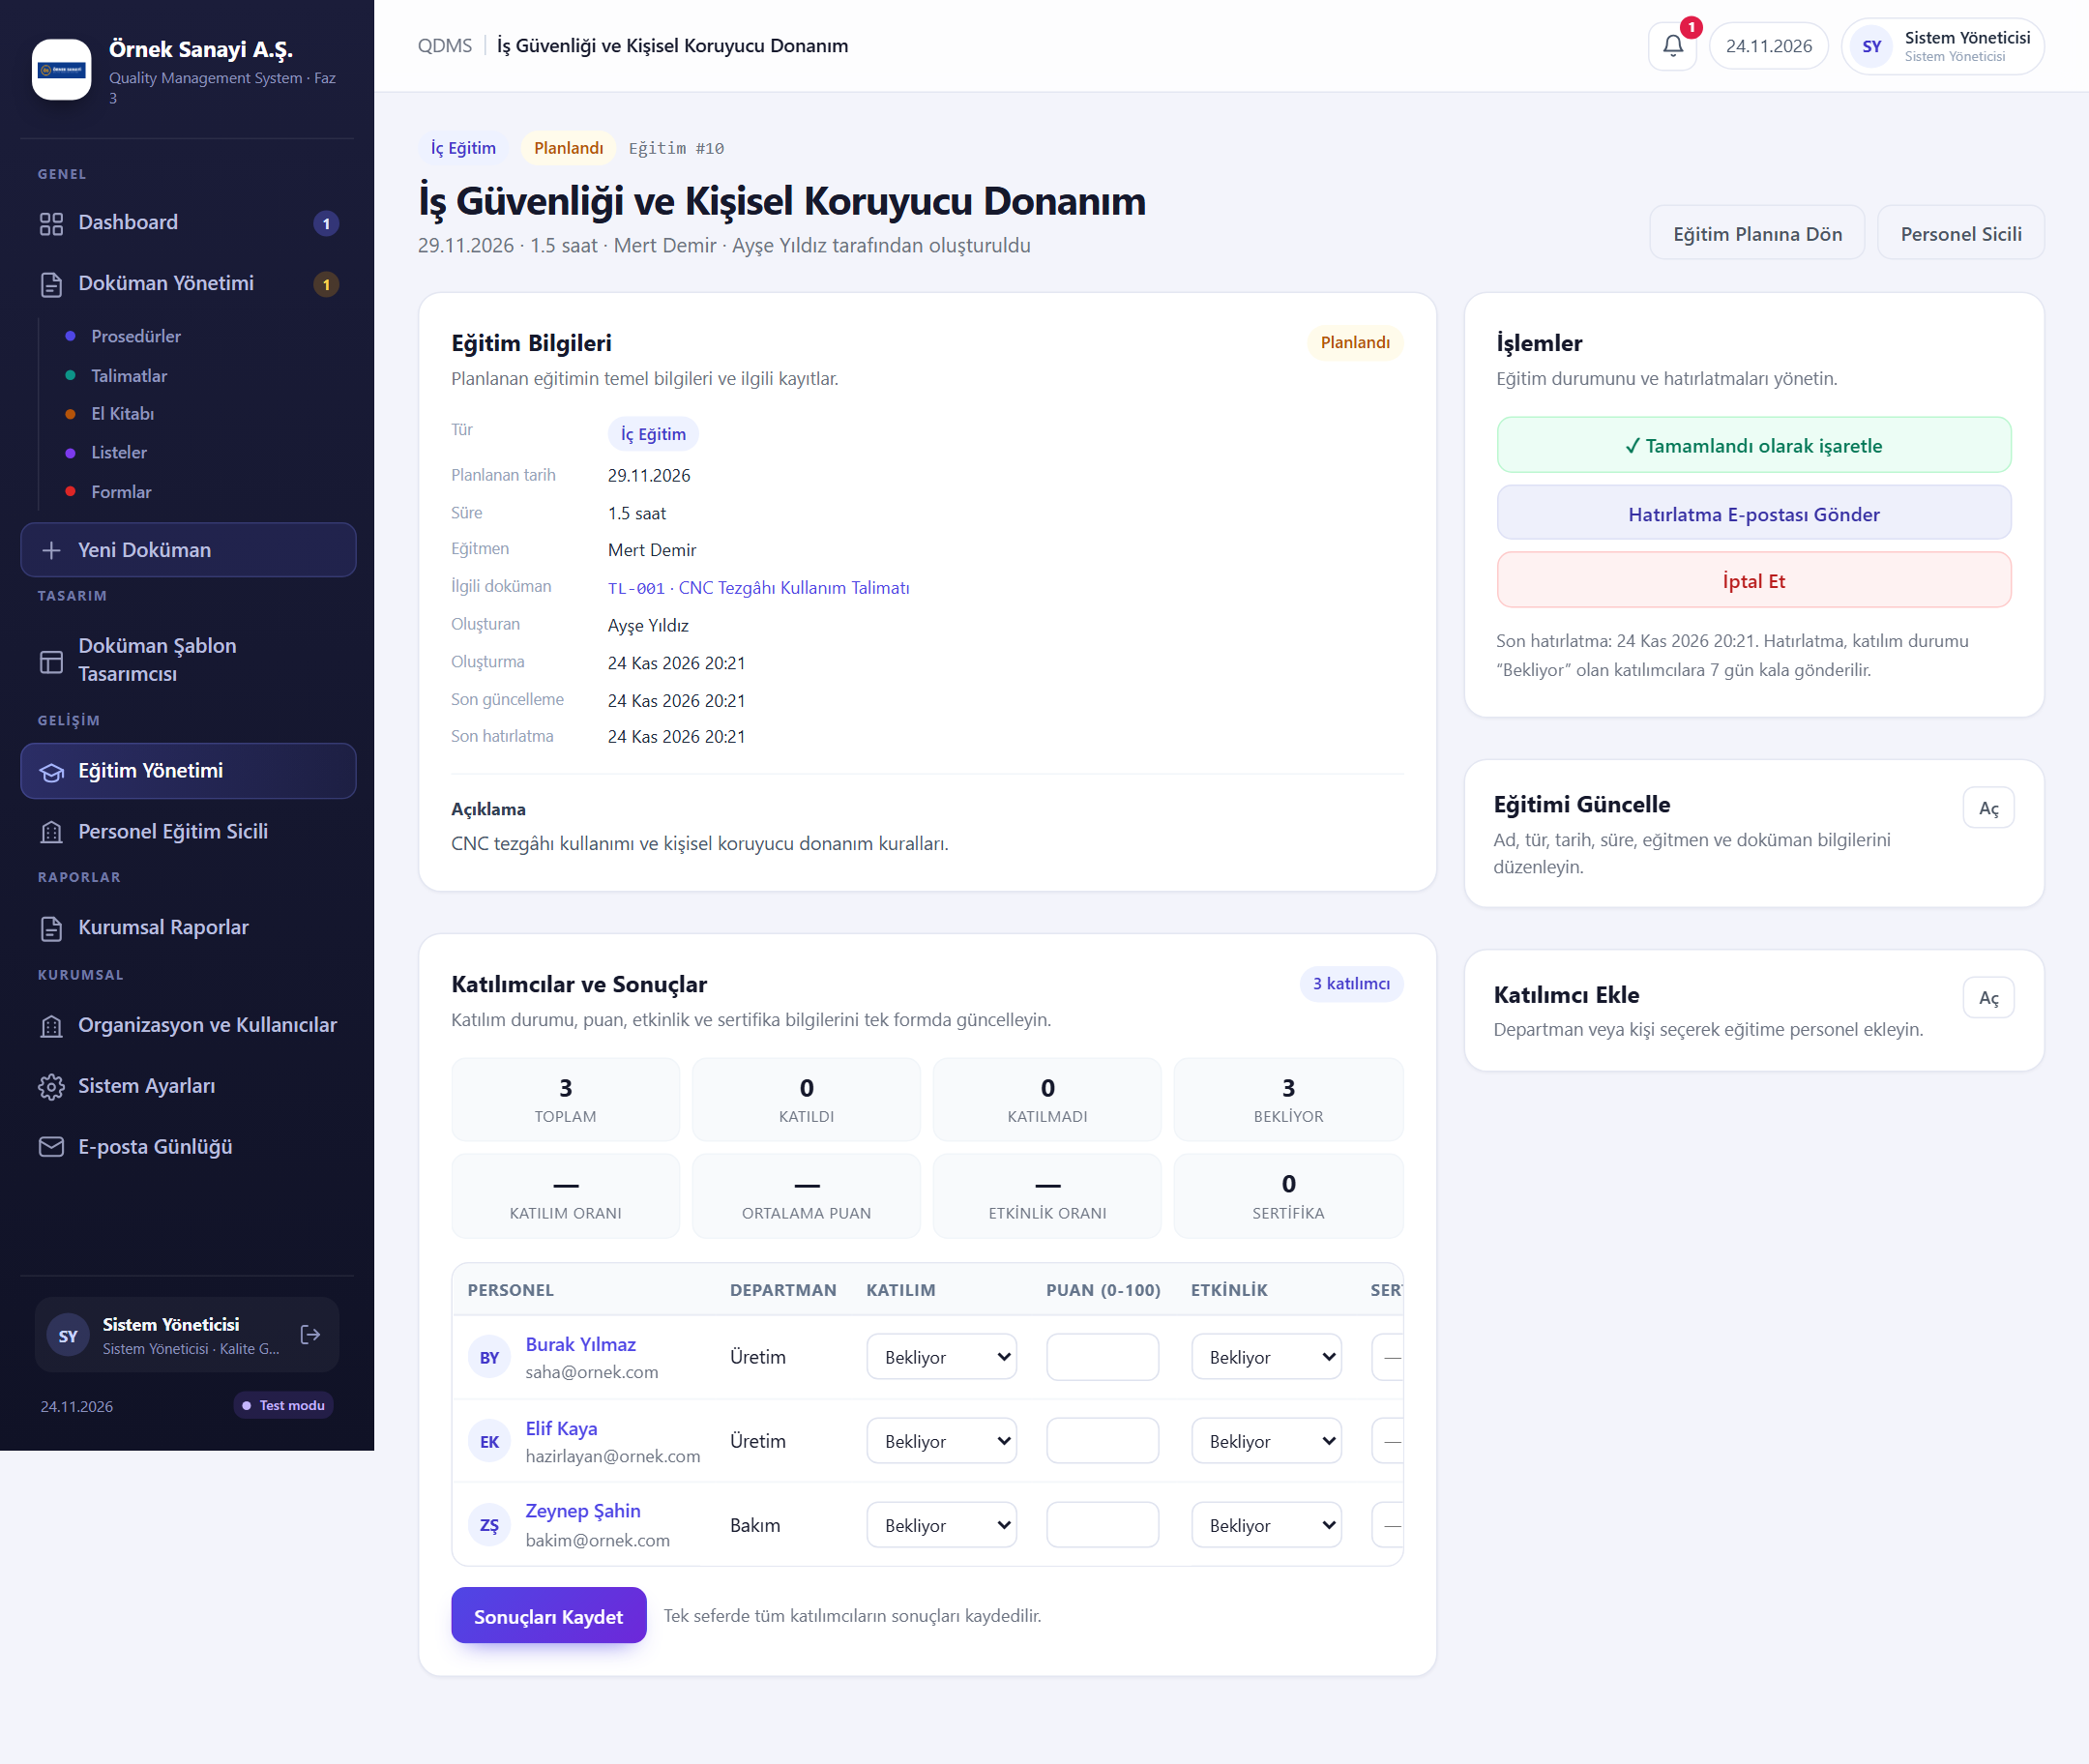 Örnek Sanayi A.Ş.
Quality Management System · Faz
3
GENEL
Dashboard 1
Doküman Yönetimi 1
Prosedürler
Talimatlar
El Kitabı
Listeler
Formlar
Yeni Doküman
TASARIM
Doküman Şablon
Tasarımcısı
GELİŞİM
Eğitim Yönetimi
Personel Eğitim Sicili
RAPORLAR
Kurumsal Raporlar
KURUMSAL
Organizasyon ve Kullanıcılar
Sistem Ayarları
E-posta Günlüğü
SY
Sistem Yöneticisi
Sistem Yöneticisi · Kalite G...
24.11.2026
Test modu
QDMS
İş Güvenliği ve Kişisel Koruyucu Donanım
1
24.11.2026
SY
Sistem Yöneticisi
Sistem Yöneticisi
İç Eğitim Planlandı Eğitim #10
İş Güvenliği ve Kişisel Koruyucu Donanım
29.11.2026 · 1.5 saat · Mert Demir · Ayşe Yıldız tarafından oluşturuldu
Eğitim Planına Dön
Personel Sicili
Eğitim Bilgileri
Planlandı
Planlanan eğitimin temel bilgileri ve ilgili kayıtlar.
Tür İç Eğitim
Planlanan tarih 29.11.2026
Süre 1.5 saat
Eğitmen Mert Demir
İlgili doküman TL-001 · CNC Tezgâhı Kullanım Talimatı
Oluşturan Ayşe Yıldız
Oluşturma 24 Kas 2026 20:21
Son güncelleme 24 Kas 2026 20:21
Son hatırlatma 24 Kas 2026 20:21
Açıklama
CNC tezgâhı kullanımı ve kişisel koruyucu donanım kuralları.
Katılımcılar ve Sonuçlar
3 katılımcı
Katılım durumu, puan, etkinlik ve sertifika bilgilerini tek formda güncelleyin.
3 0 0 3
TOPLAM KATILDI KATILMADI BEKLİYOR
— — — 0
KATILIM ORANI ORTALAMA PUAN ETKİNLİK ORANI SERTİFİKA
PERSONEL DEPARTMAN KATILIM PUAN (0-100) ETKİNLİK SER
BY Burak Yılmaz Üretim Bekliyor Bekliyor —
saha@ornek.com
EK Elif Kaya Üretim Bekliyor Bekliyor —
hazirlayan@ornek.com
ZŞ Zeynep Şahin Bakım Bekliyor Bekliyor —
bakim@ornek.com
Sonuçları Kaydet
Tek seferde tüm katılımcıların sonuçları kaydedilir.
İşlemler
Eğitim durumunu ve hatırlatmaları yönetin.
✓ Tamamlandı olarak işaretle
Hatırlatma E-postası Gönder
İptal Et
Son hatırlatma: 24 Kas 2026 20:21. Hatırlatma, katılım durumu
“Bekliyor” olan katılımcılara 7 gün kala gönderilir.
Eğitimi Güncelle
Aç
Ad, tür, tarih, süre, eğitmen ve doküman bilgilerini
düzenleyin.
Katılımcı Ekle
Aç
Departman veya kişi seçerek eğitime personel ekleyin.